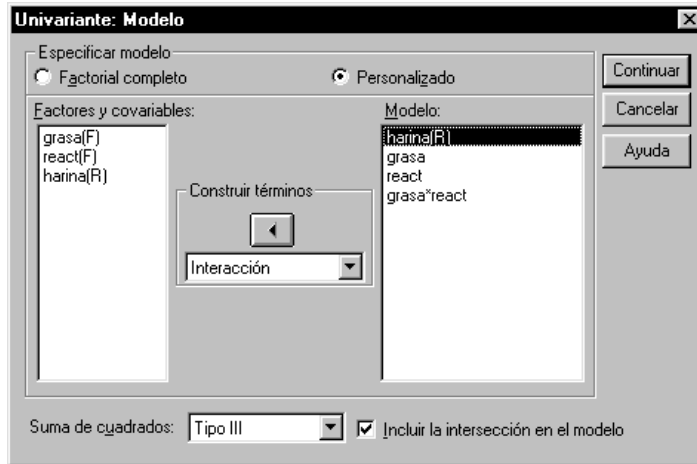 Univariante: Modelo
Especificar modelo
Factorial completo
Personalizado
Continuar
Cancelar
Ayuda
Factores y covariables:
grasa(F)
react(F)
harina(R)
Construir términos
Interacción
Modelo:
harina(R)
grasa
react
grasa*react
Suma de cuadrados: Tipo III
Incluir la intersección en el modelo